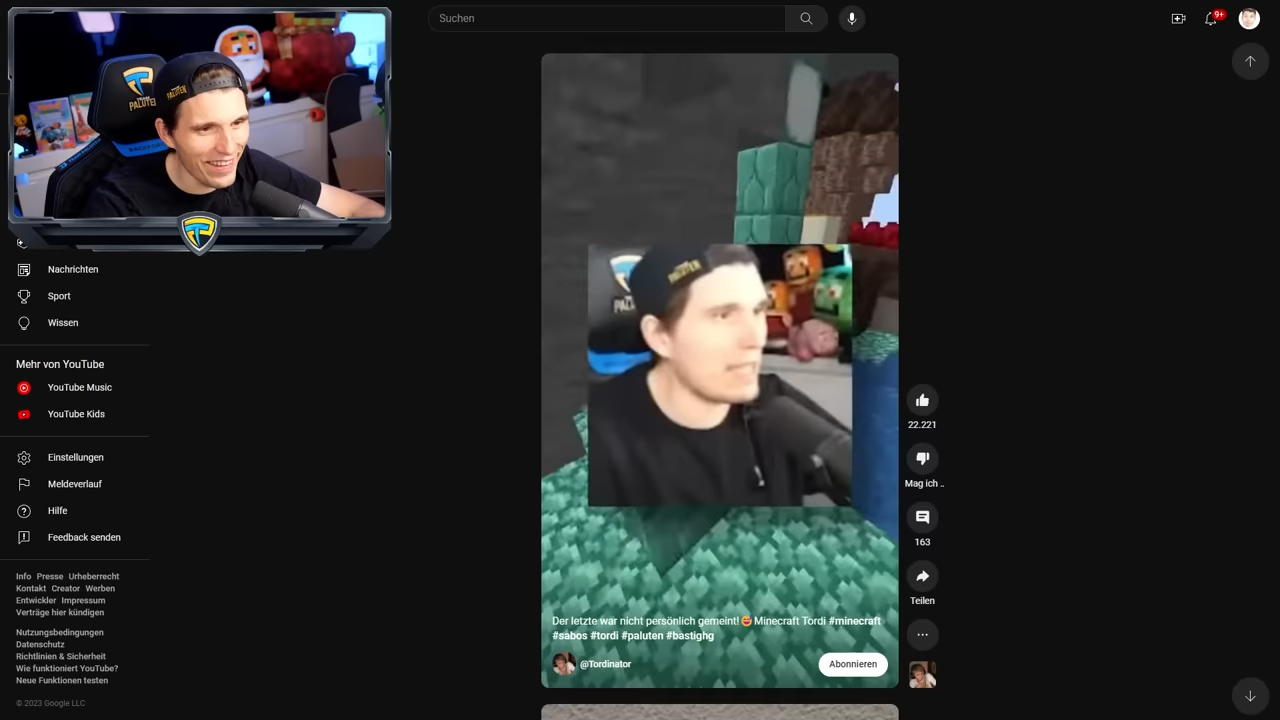 Suchen
9+
TEAM
PALUTEN
PALUTEN
BACKFORCE
Nachrichten
Sport
Wissen
Mehr von YouTube
YouTube Music
YouTube Kids
Einstellungen
Meldeverlauf
Hilfe
Feedback senden
Info Presse Urheberrecht
Kontakt Creator Werben
Entwickler Impressum
Verträge hier kündigen
Nutzungsbedingungen
Datenschutz
Richtlinien & Sicherheit
Wie funktioniert YouTube?
Neue Funktionen testen
© 2023 Google LLC
PALUTEN
Der letzte war nicht persönlich gemeint!😅 Minecraft Tordi #minecraft
#sabos #tordi #paluten #bastighg
@Tordinator
Abonnieren
22.221
Mag ich ..
163
Teilen